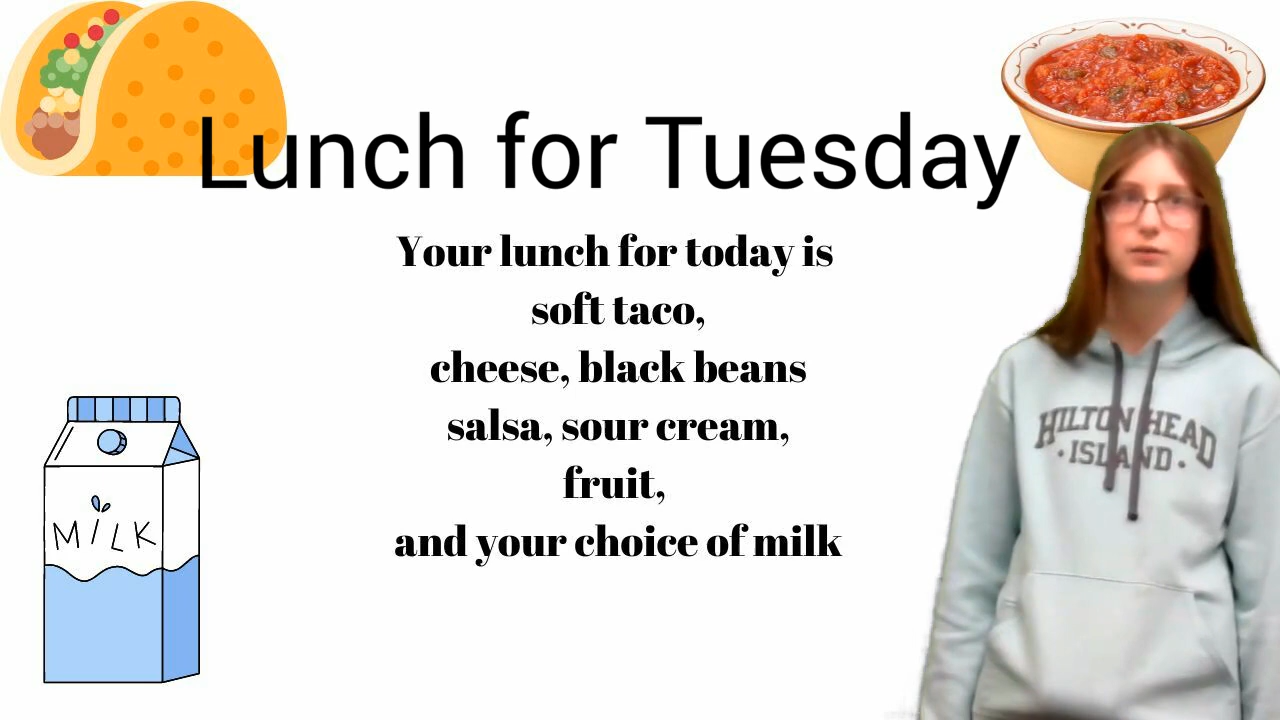 Lunch for Tuesday
Your lunch for today is
soft taco,
cheese, black beans
salsa, sour cream,
fruit,
and your choice of milk
MILK
HILTON HEAD
· ISLAND ·